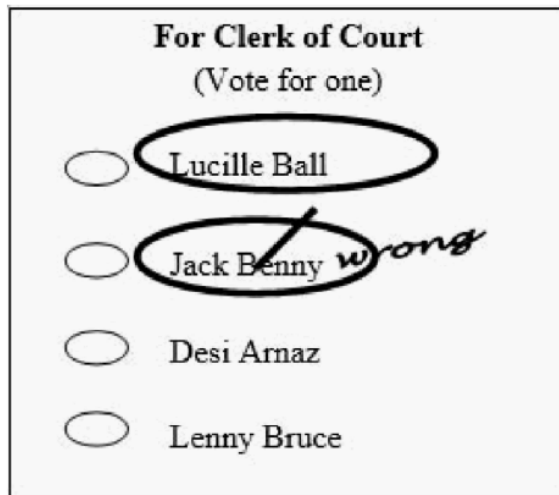 For Clerk of Court
(Vote for one)
Lucille Ball
Jack Benny wrong
Desi Arnaz
Lenny Bruce